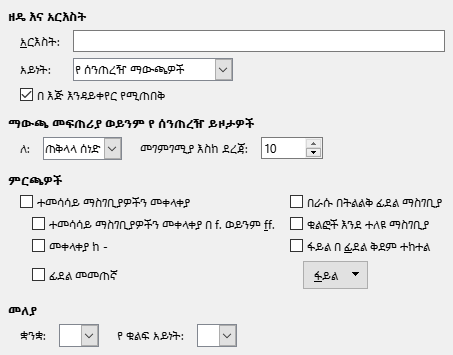 ዘዴ እና አርእስት
አርእስት:
አይነት: የ ሰንጠረዥ ማውጫዎች
በ እጅ እንዳይቀየር የሚጠበቅ
ማውጫ መፍጠሪያ ወይንም የ ሰንጠረዥ ይዞታዎች
ለ: ጠቅላላ ሰነድ መገምገሚያ እስከ ደረጃ: 10
ምርጫዎች
ተመሳሳይ ማስገቢያዎችን መቀላቀያ በራሱ በትልልቅ ፊደል ማስገቢያ
ተመሳሳይ ማስገቢያዎችን መቀላቀያ በ f. ወይንም ff. ቁልፎች እንደ ተለዩ ማስገቢያ
መቀላቀያ ከ - ፋይል በ ፊደል ቅደም ተከተል
ፊደል መመጠኛ ፋይል
መለያ
ቋንቋ: የ ቁልፍ አይነት: